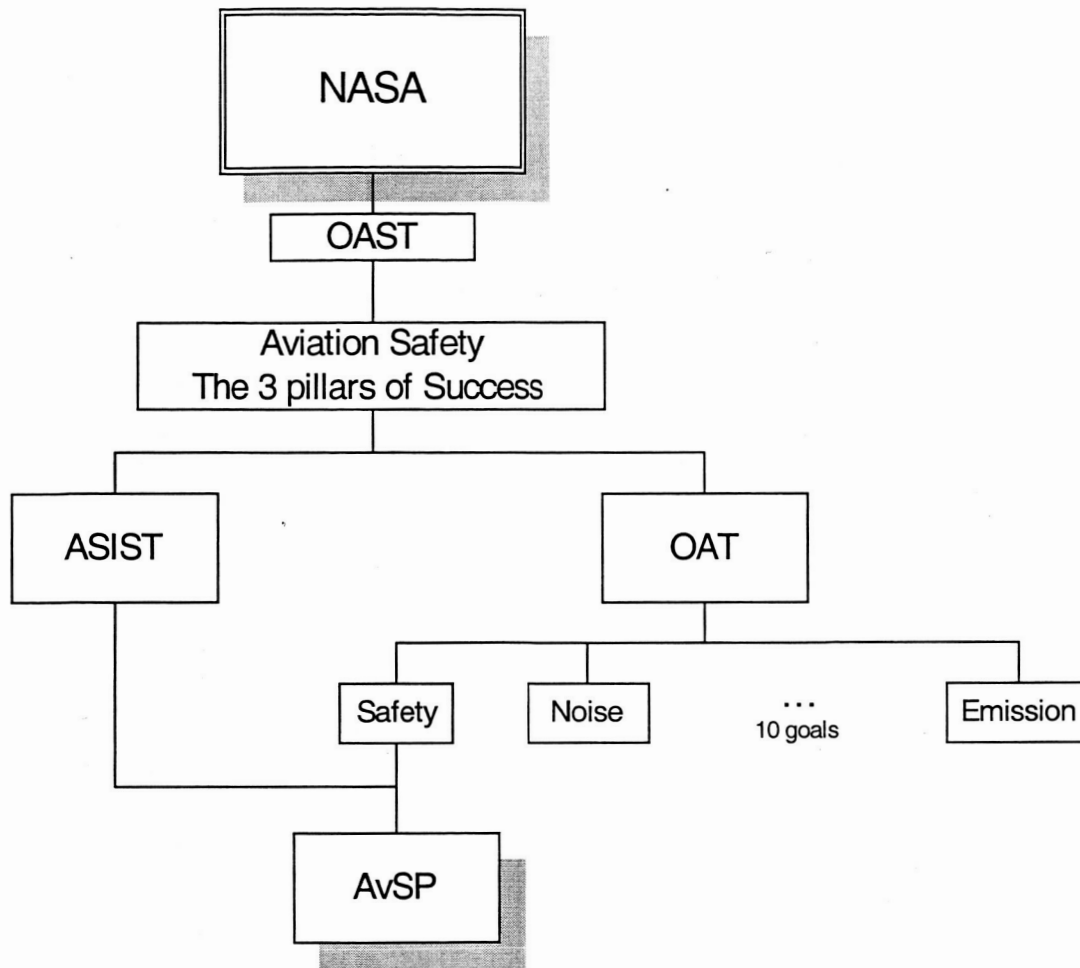 NASA
OAST
Aviation Safety
The 3 pillars of Success
ASIST
OAT
Safety
Noise
...
10 goals
Emission
AvSP